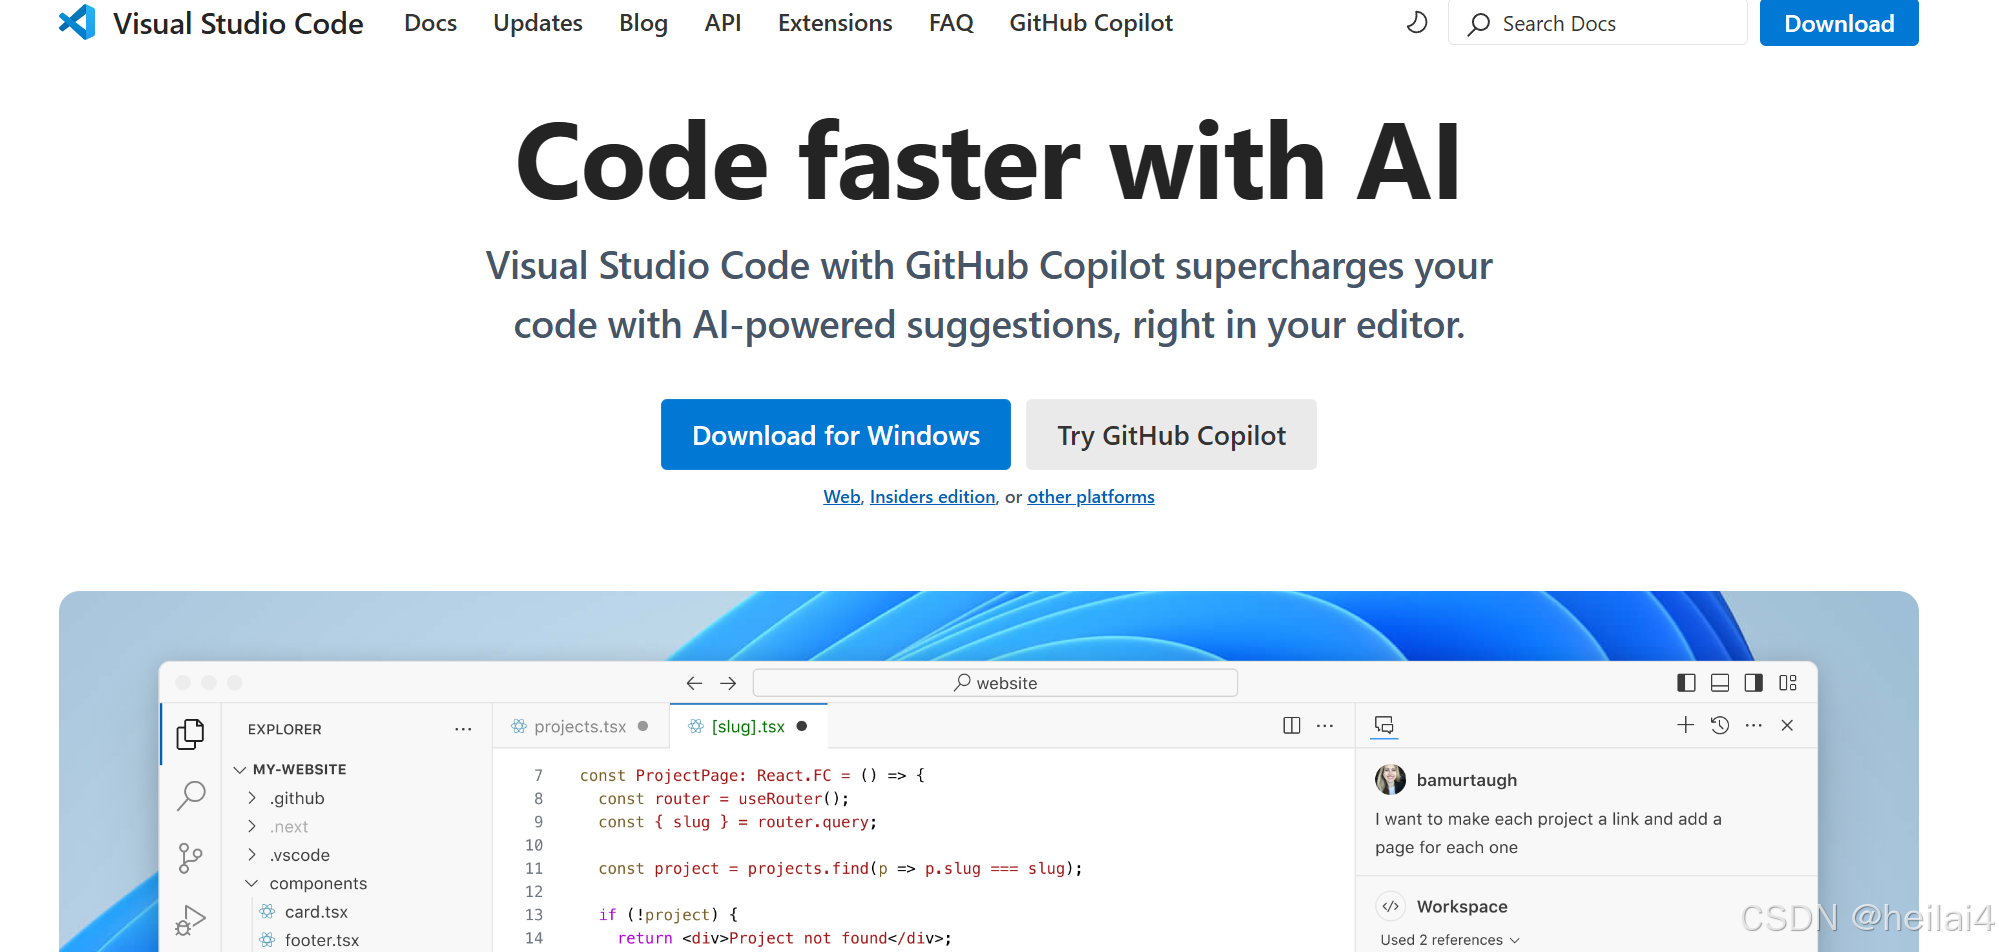 Visual Studio Code Docs Updates Blog API Extensions FAQ GitHub Copilot Search Docs Download
Code faster with AI
Visual Studio Code with GitHub Copilot supercharges your
code with AI-powered suggestions, right in your editor.
Download for Windows Try GitHub Copilot
Web, Insiders edition, or other platforms
website
EXPLORER ···
MY-WEBSITE
.github
.next
.vscode
components
card.tsx
footer.tsx
projects.tsx [slug].tsx
7 const ProjectPage: React.FC = () => {
8 const router = useRouter();
9 const { slug } = router.query;
10
11 const project = projects.find(p => p.slug === slug);
12
13 if (!project) {
14 return <div>Project not found</div>;
bamurtaugh
I want to make each project a link and add a
page for each one
Workspace
Used 2 references
CSDN @heilai4